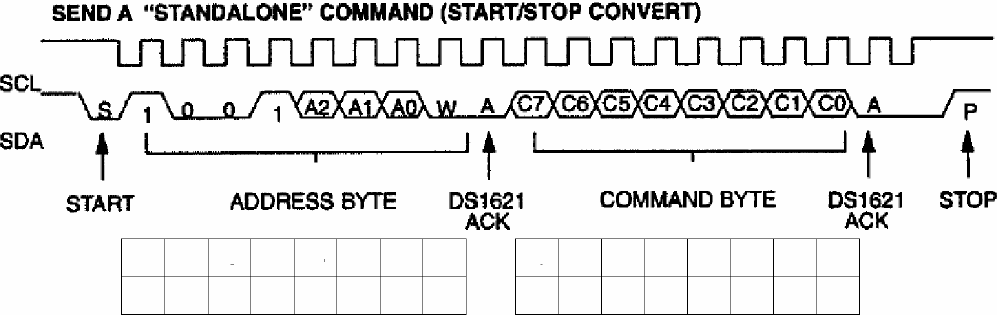 SEND A "STANDALONE" COMMAND (START/STOP CONVERT)
SCL
S 1 0 0 1 A2 A1 A0 W A C7 C6 C5 C4 C3 C2 C1 C0 A P
SDA
START ADDRESS BYTE DS1621 ACK COMMAND BYTE DS1621 ACK STOP